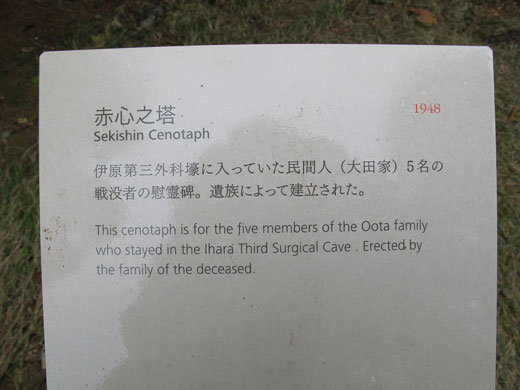 赤心之塔
1948
Sekishin Cenotaph
伊原第三外科壕に入っていた民間人（大田家）5名の
戦没者の慰霊碑。遺族によって建立された。
This cenotaph is for the five members of the Oota family
who stayed in the Ihara Third Surgical Cave . Erected by
the family of the deceased.